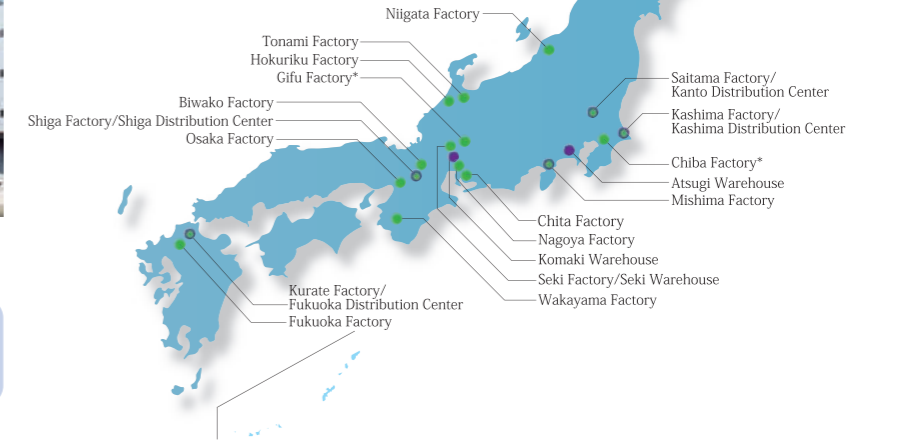 Niigata Factory
Tonami Factory
Hokuriku Factory
Gifu Factory*
Biwako Factory
Shiga Factory/Shiga Distribution Center
Osaka Factory
Saitama Factory/
Kanto Distribution Center
Kashima Factory/
Kashima Distribution Center
Chiba Factory*
Atsugi Warehouse
Mishima Factory
Chita Factory
Nagoya Factory
Komaki Warehouse
Seki Factory/Seki Warehouse
Wakayama Factory
Kurate Factory/
Fukuoka Distribution Center
Fukuoka Factory